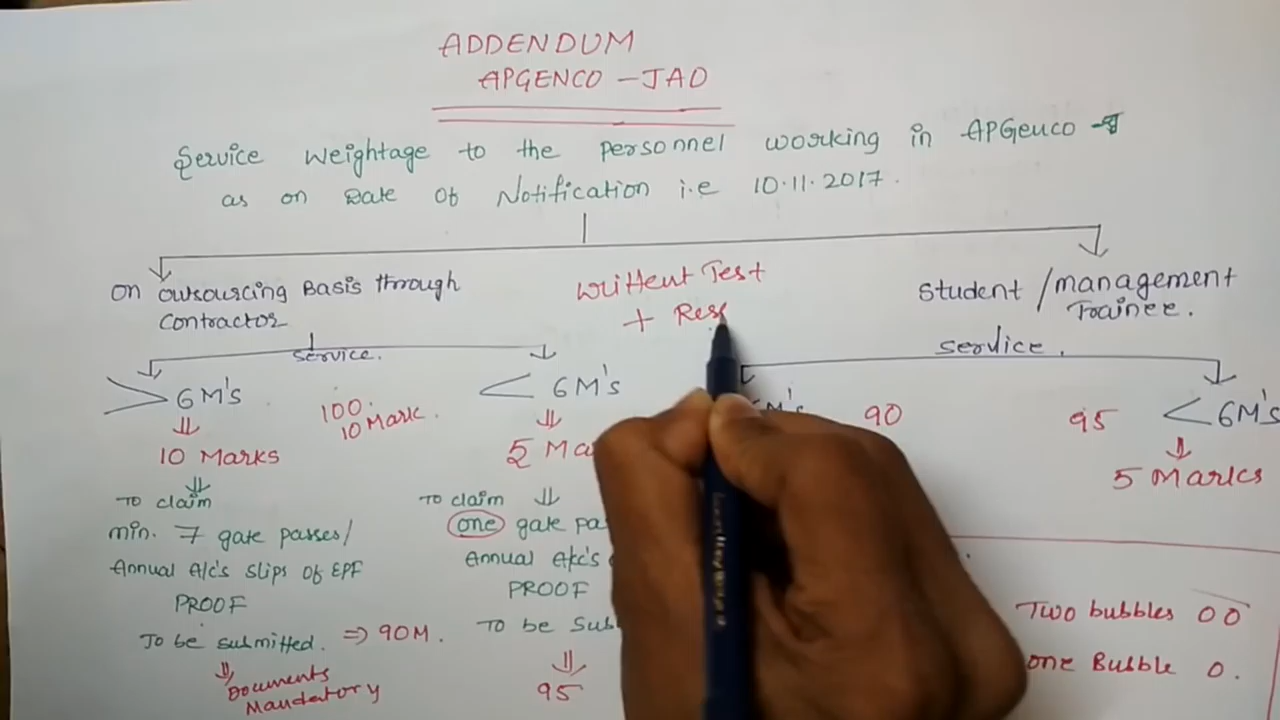 ADDENDUM
APGENCO - JAO
Service Weightage to the personnel working in APGenco
as on Date of Notification i.e 10.11.2017.
On outsourcing Basis through
contractor
Service.
> 6M's
10 Marks
To claim
min. 7 gate passes/
Annual A/c's slips of EPF
PROOF
To be submitted. ⇒ 90M.
Documents
Mandatory
100.
10 Mark.
< 6M's
5 Ma
To claim
one gate pa
Annual A/c's
PROOF
To be Sub
95
Written Test
+ Res
Student / management
Trainee.
Service.
6M's
90
95
< 6M's
5 Marks
Two bubbles 0 0
one Bubble 0.